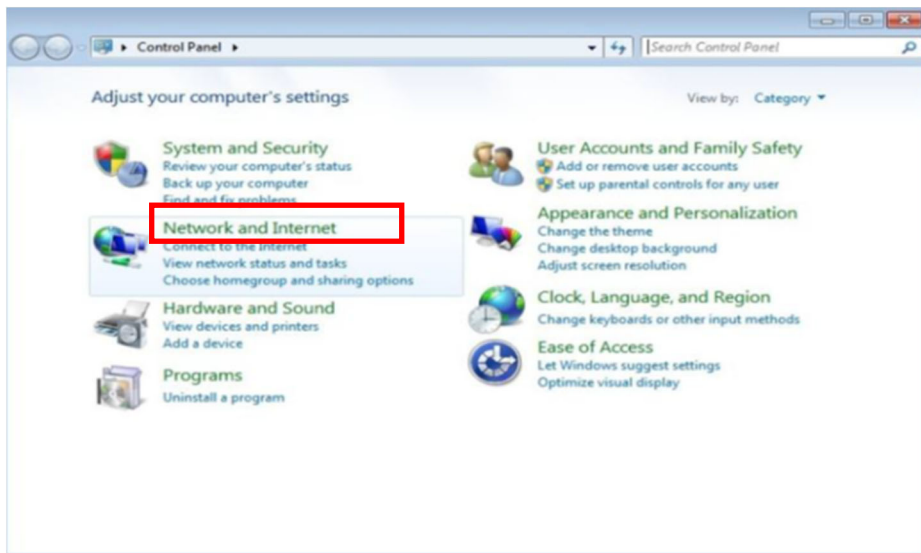 Control Panel
Search Control Panel
Adjust your computer's settings
View by: Category
System and Security
Review your computer's status
Back up your computer
Find and fix problems
Network and Internet
Connect to the Internet
View network status and tasks
Choose homegroup and sharing options
Hardware and Sound
View devices and printers
Add a device
Programs
Uninstall a program
User Accounts and Family Safety
Add or remove user accounts
Set up parental controls for any user
Appearance and Personalization
Change the theme
Change desktop background
Adjust screen resolution
Clock, Language, and Region
Change keyboards or other input methods
Ease of Access
Let Windows suggest settings
Optimize visual display